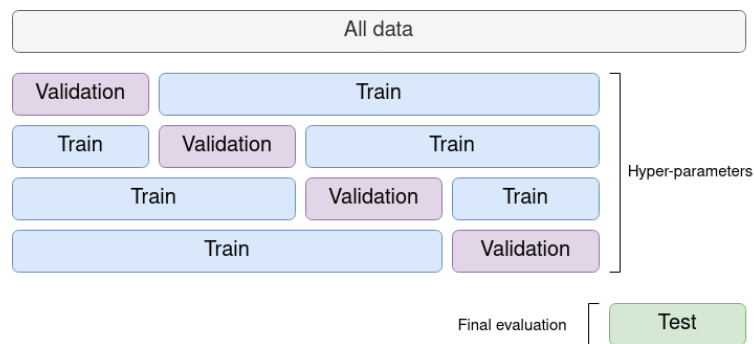 All data
Validation Train
Train Validation Train
Hyper-parameters
Train Validation Train
Train Validation
Final evaluation Test